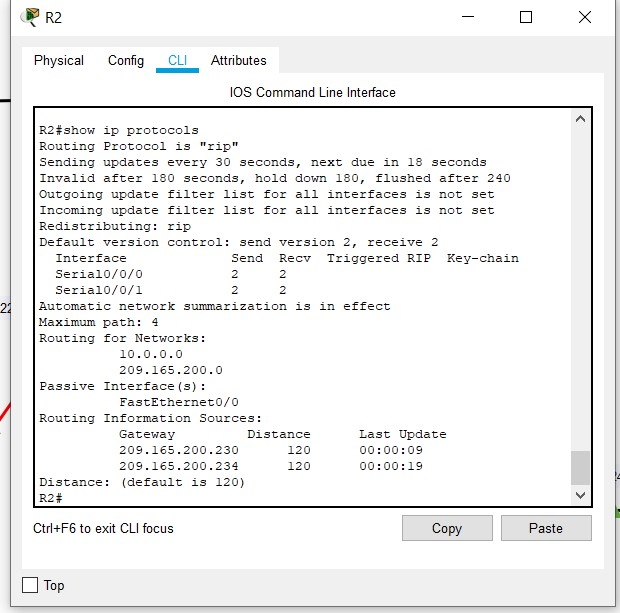 R2
Physical Config CLI Attributes
IOS Command Line Interface
R2#show ip protocols
Routing Protocol is "rip"
Sending updates every 30 seconds, next due in 18 seconds
Invalid after 180 seconds, hold down 180, flushed after 240
Outgoing update filter list for all interfaces is not set
Incoming update filter list for all interfaces is not set
Redistributing: rip
Default version control: send version 2, receive 2
Interface Send Recv Triggered RIP Key-chain
Serial0/0/0 2 2
Serial0/0/1 2 2
Automatic network summarization is in effect
Maximum path: 4
Routing for Networks:
10.0.0.0
209.165.200.0
Passive Interface(s):
FastEthernet0/0
Routing Information Sources:
Gateway Distance Last Update
209.165.200.230 120 00:00:09
209.165.200.234 120 00:00:19
Distance: (default is 120)
R2#
Ctrl+F6 to exit CLI focus
Copy Paste
Top